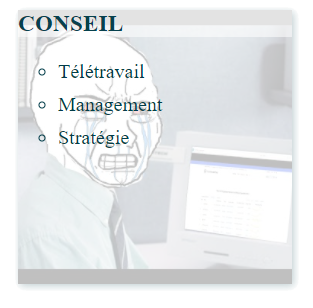 CONSEIL
Télétravail
Management
Stratégie